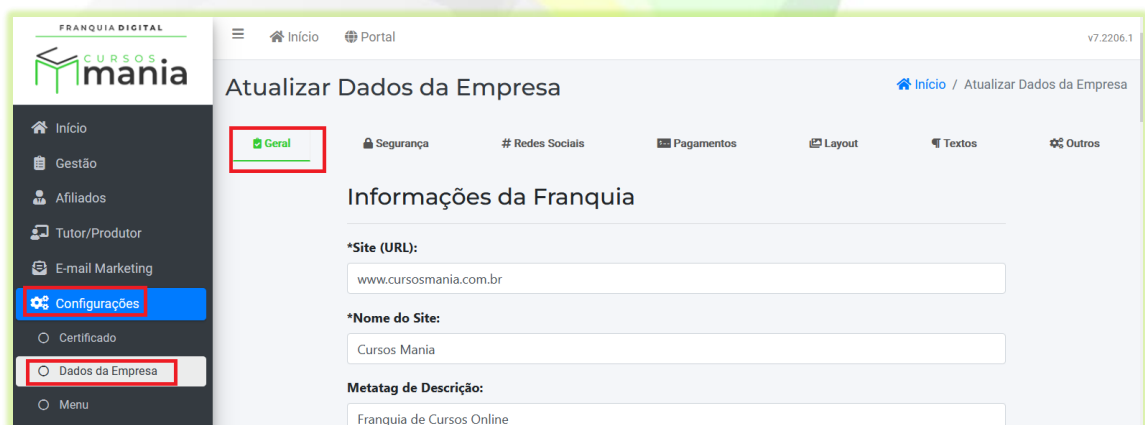 FRANQUIA DIGITAL
CURSOS
mania
Início
Gestão
Afiliados
Tutor/Produtor
E-mail Marketing
Configurações
Certificado
Dados da Empresa
Menu
Início Portal v7.2206.1
Atualizar Dados da Empresa Início / Atualizar Dados da Empresa
Geral Segurança # Redes Sociais Pagamentos Layout ¶ Textos Outros
Informações da Franquia
*Site (URL):
www.cursosmania.com.br
*Nome do Site:
Cursos Mania
Metatag de Descrição:
Franquia de Cursos Online